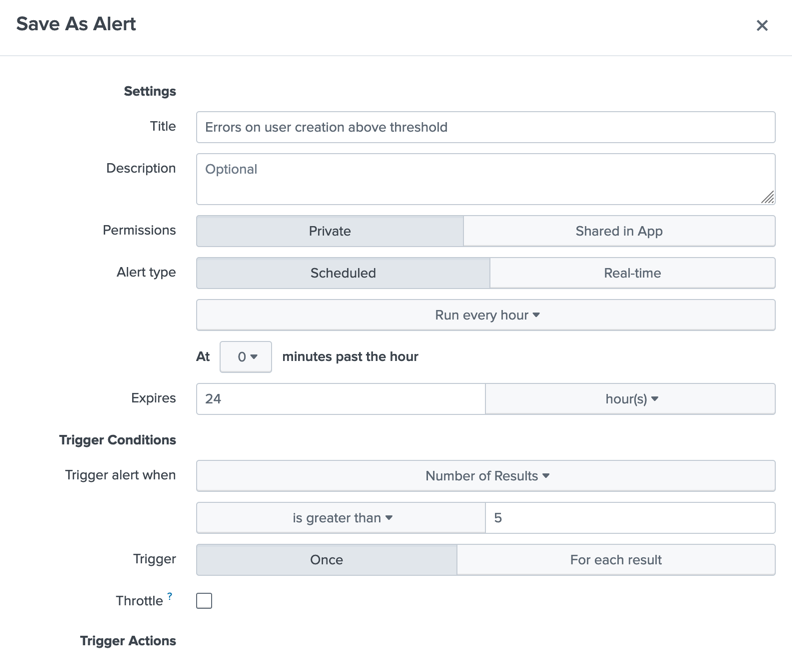 Save As Alert
Settings
Title Errors on user creation above threshold
Description Optional
Permissions Private Shared in App
Alert type Scheduled Real-time
Run every hour
At 0 minutes past the hour
Expires 24 hour(s)
Trigger Conditions
Trigger alert when Number of Results
is greater than 5
Trigger Once For each result
Throttle ?
Trigger Actions